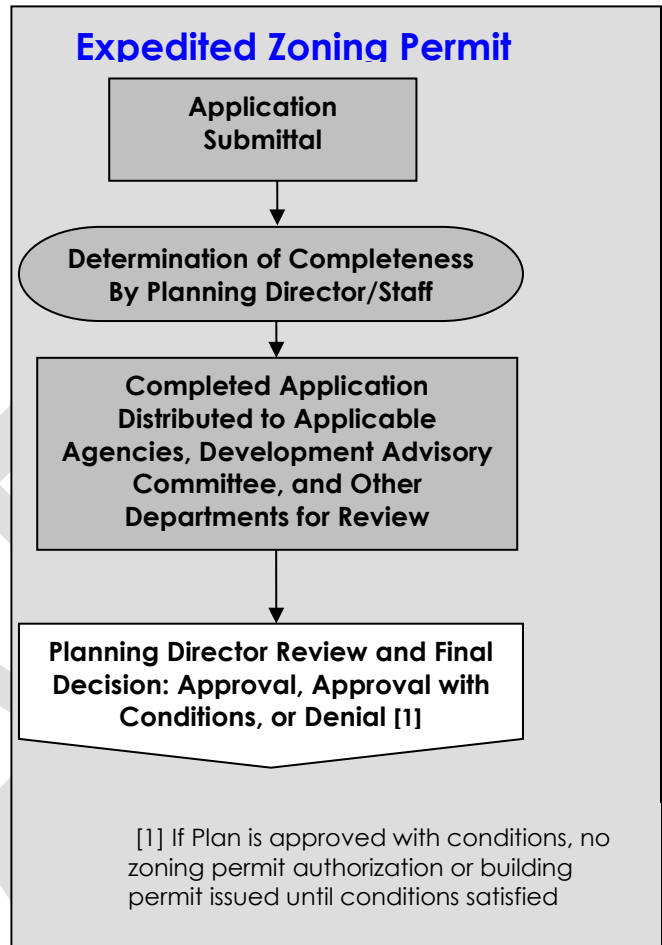 Expedited Zoning Permit
Application
Submittal
Determination of Completeness
By Planning Director/Staff
Completed Application
Distributed to Applicable
Agencies, Development Advisory
Committee, and Other
Departments for Review
Planning Director Review and Final
Decision: Approval, Approval with
Conditions, or Denial [1]
[1] If Plan is approved with conditions, no
zoning permit authorization or building
permit issued until conditions satisfied